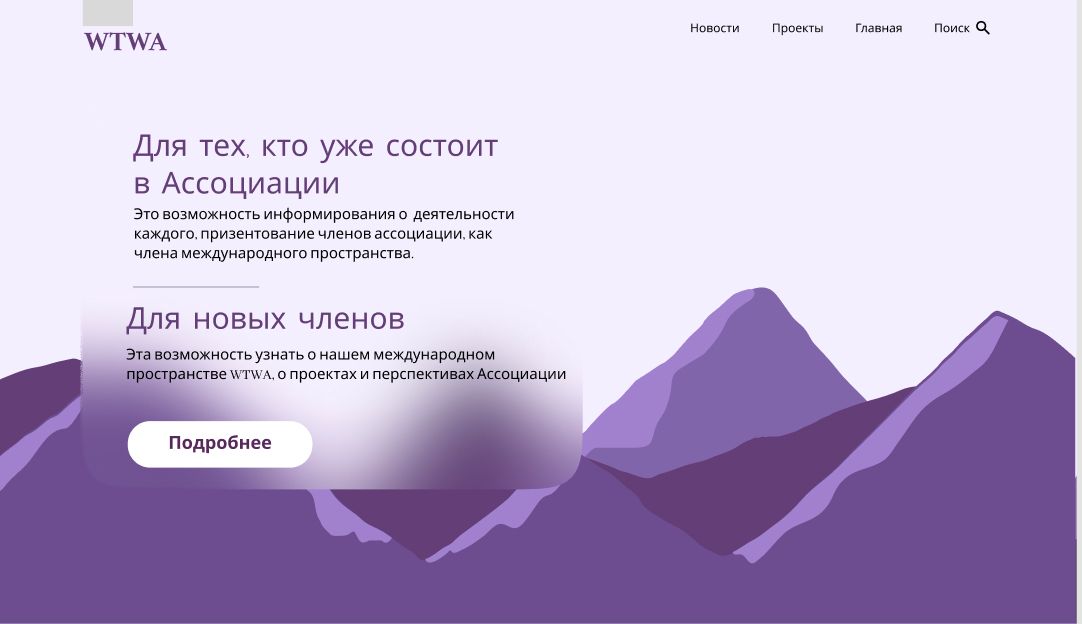 WTWA
Новости Проекты Главная Поиск
Для тех, кто уже состоит
в Ассоциации
Это возможность информирования о деятельности
каждого, призентование членов ассоциации, как
члена международного пространства.
Для новых членов
Эта возможность узнать о нашем международном
пространстве WTWA, о проектах и перспективах Ассоциации
Подробнее